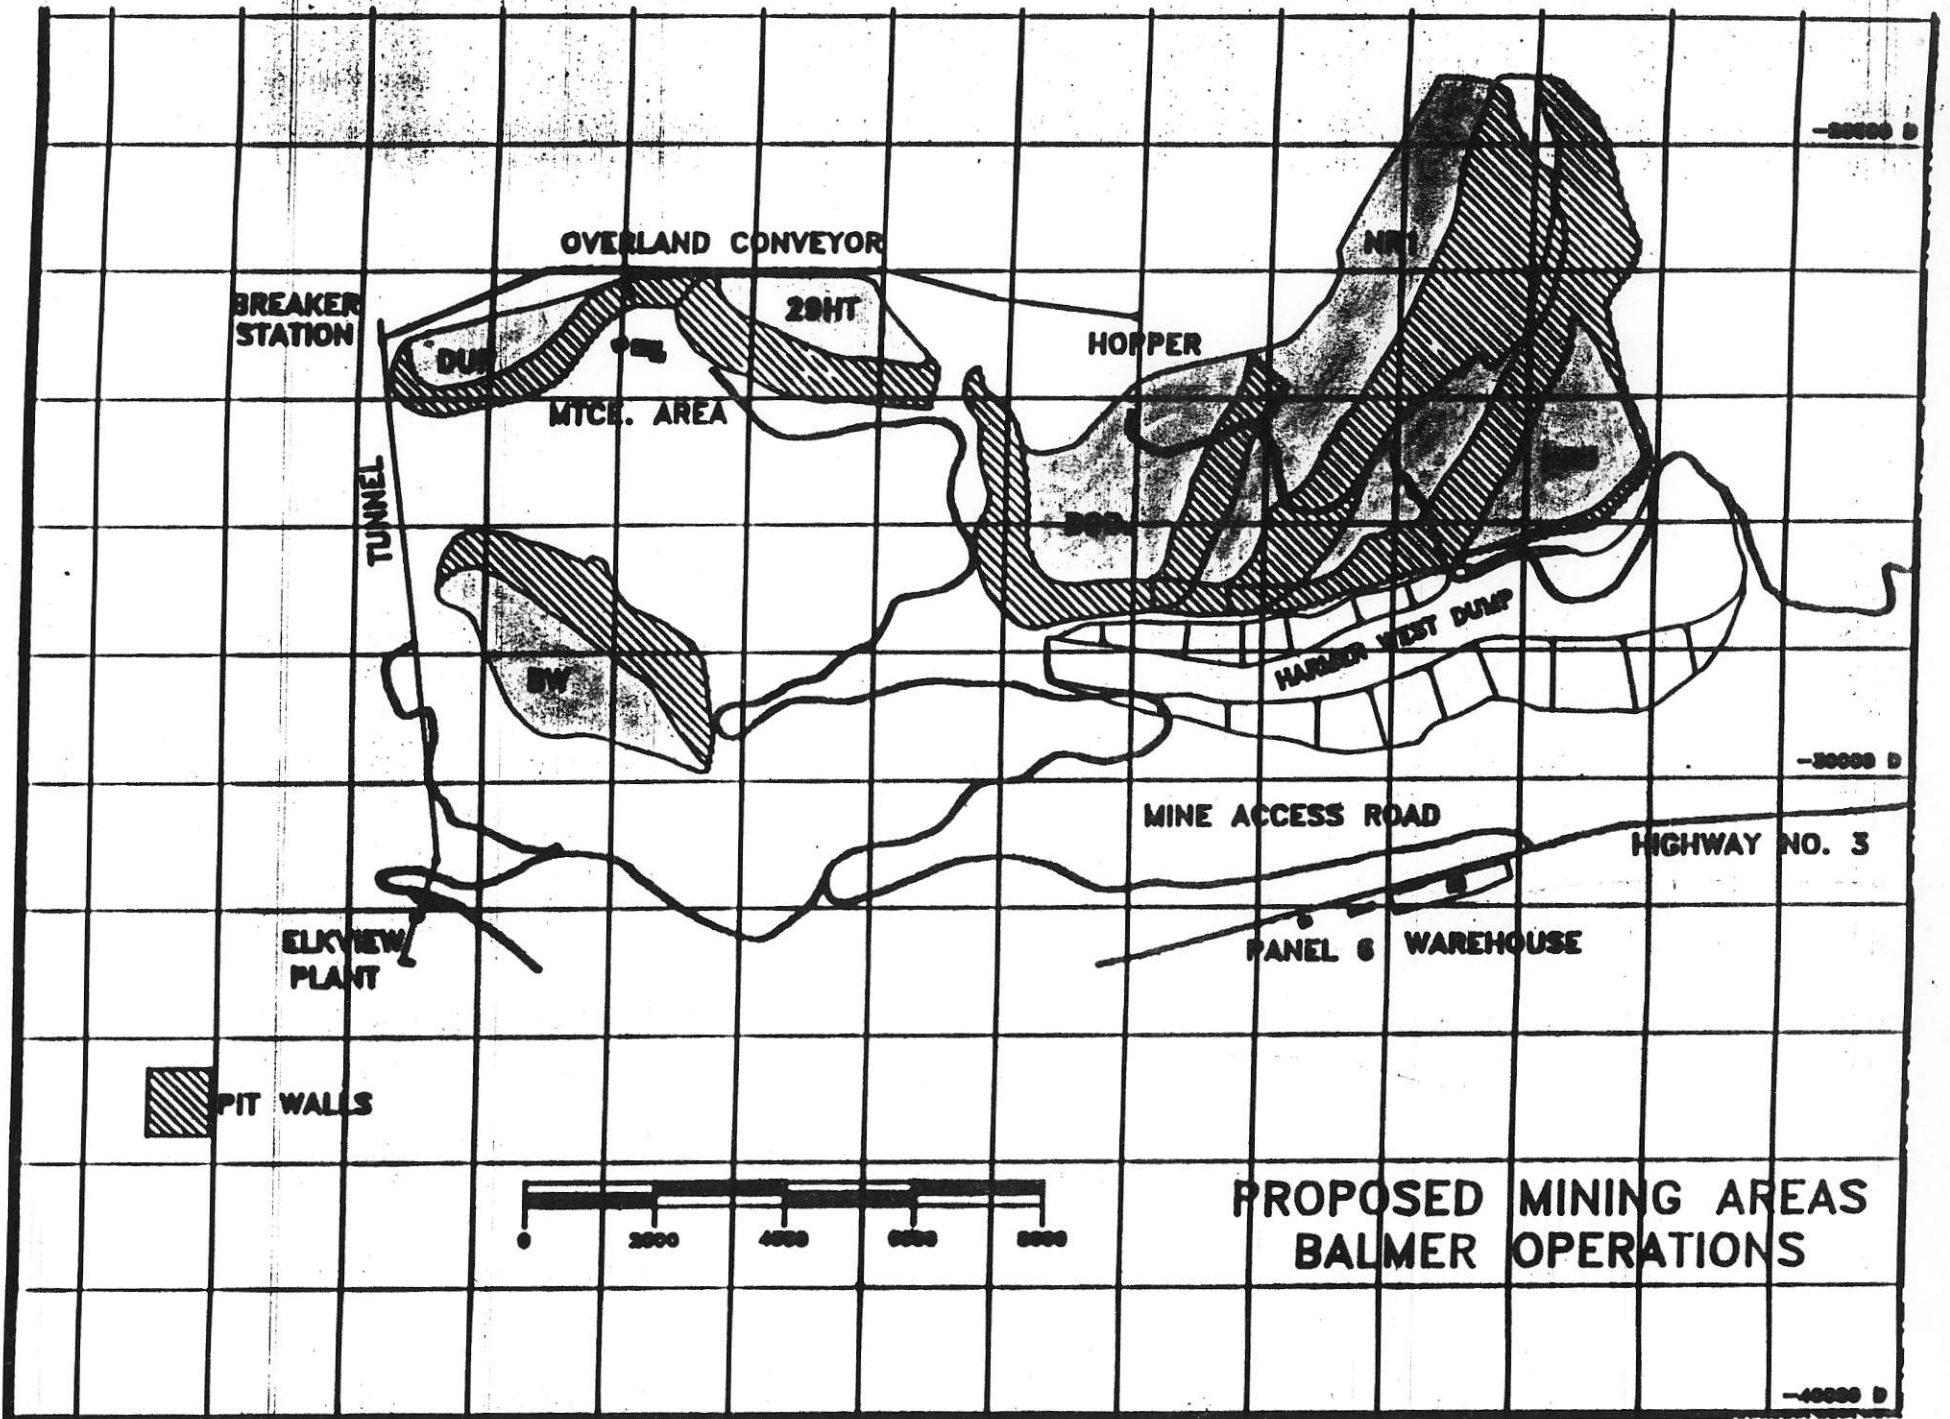 OVERLAND CONVEYOR
NR1
BREAKER
STATION
29HT
HOPPER
MTCE. AREA
TUNNEL
BW
HARMER WEST DUMP
-30000 D
MINE ACCESS ROAD
HIGHWAY NO. 3
ELKVIEW
PLANT
PANEL 6 WAREHOUSE
PIT WALLS
0 2000 4000 6000 8000
PROPOSED MINING AREAS
BALMER OPERATIONS
-40000 D